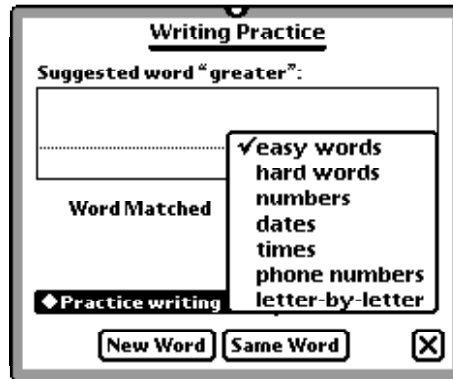 Writing Practice
Suggested word “greater”:
✓easy words
hard words
numbers
Word Matched
dates
times
phone numbers
◆Practice writing
letter-by-letter
New Word Same Word